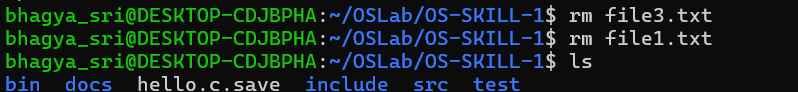 bhagya_sri@DESKTOP-CDJBPHA:~/OSLab/OS-SKILL-1$ rm file3.txt
bhagya_sri@DESKTOP-CDJBPHA:~/OSLab/OS-SKILL-1$ rm file1.txt
bhagya_sri@DESKTOP-CDJBPHA:~/OSLab/OS-SKILL-1$ ls
bin  docs  hello.c.save  include  src  test